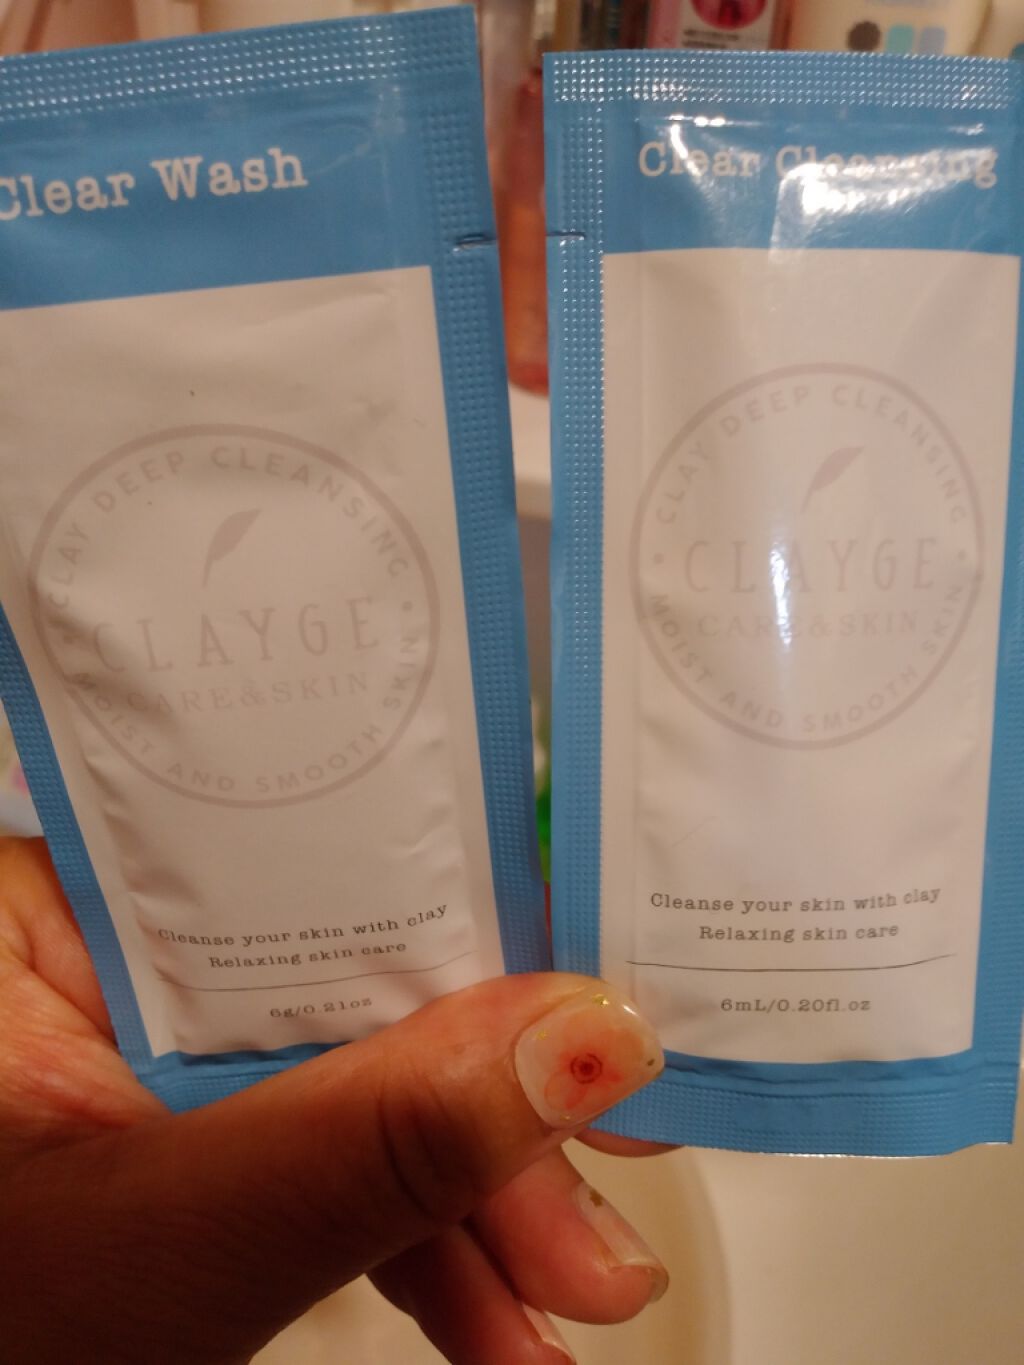 Clear Wash
CLAY DEEP CLEANSING
CLAYGE
CARE&SKIN
MOIST AND SMOOTH SKIN
Cleanse your skin with clay
Relaxing skin care
6g/0.21oz
Clear Cleansing
CLAY DEEP CLEANSING
CLAYGE
CARE&SKIN
MOIST AND SMOOTH SKIN
Cleanse your skin with clay
Relaxing skin care
6mL/0.20fl.oz